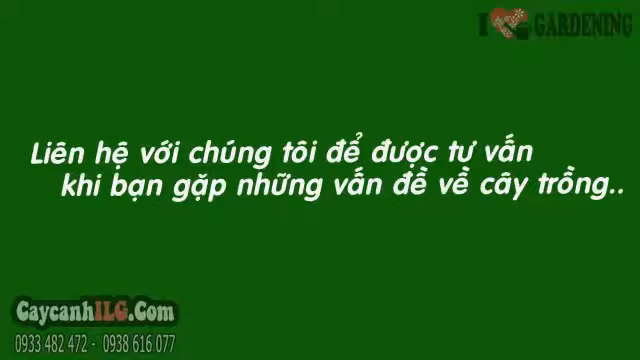 I GARDENING
Liên hệ với chúng tôi để được tư vấn
khi bạn gặp những vấn đề về cây trồng..
CaycanhILG.Com
0933 482 472 - 0938 616 077